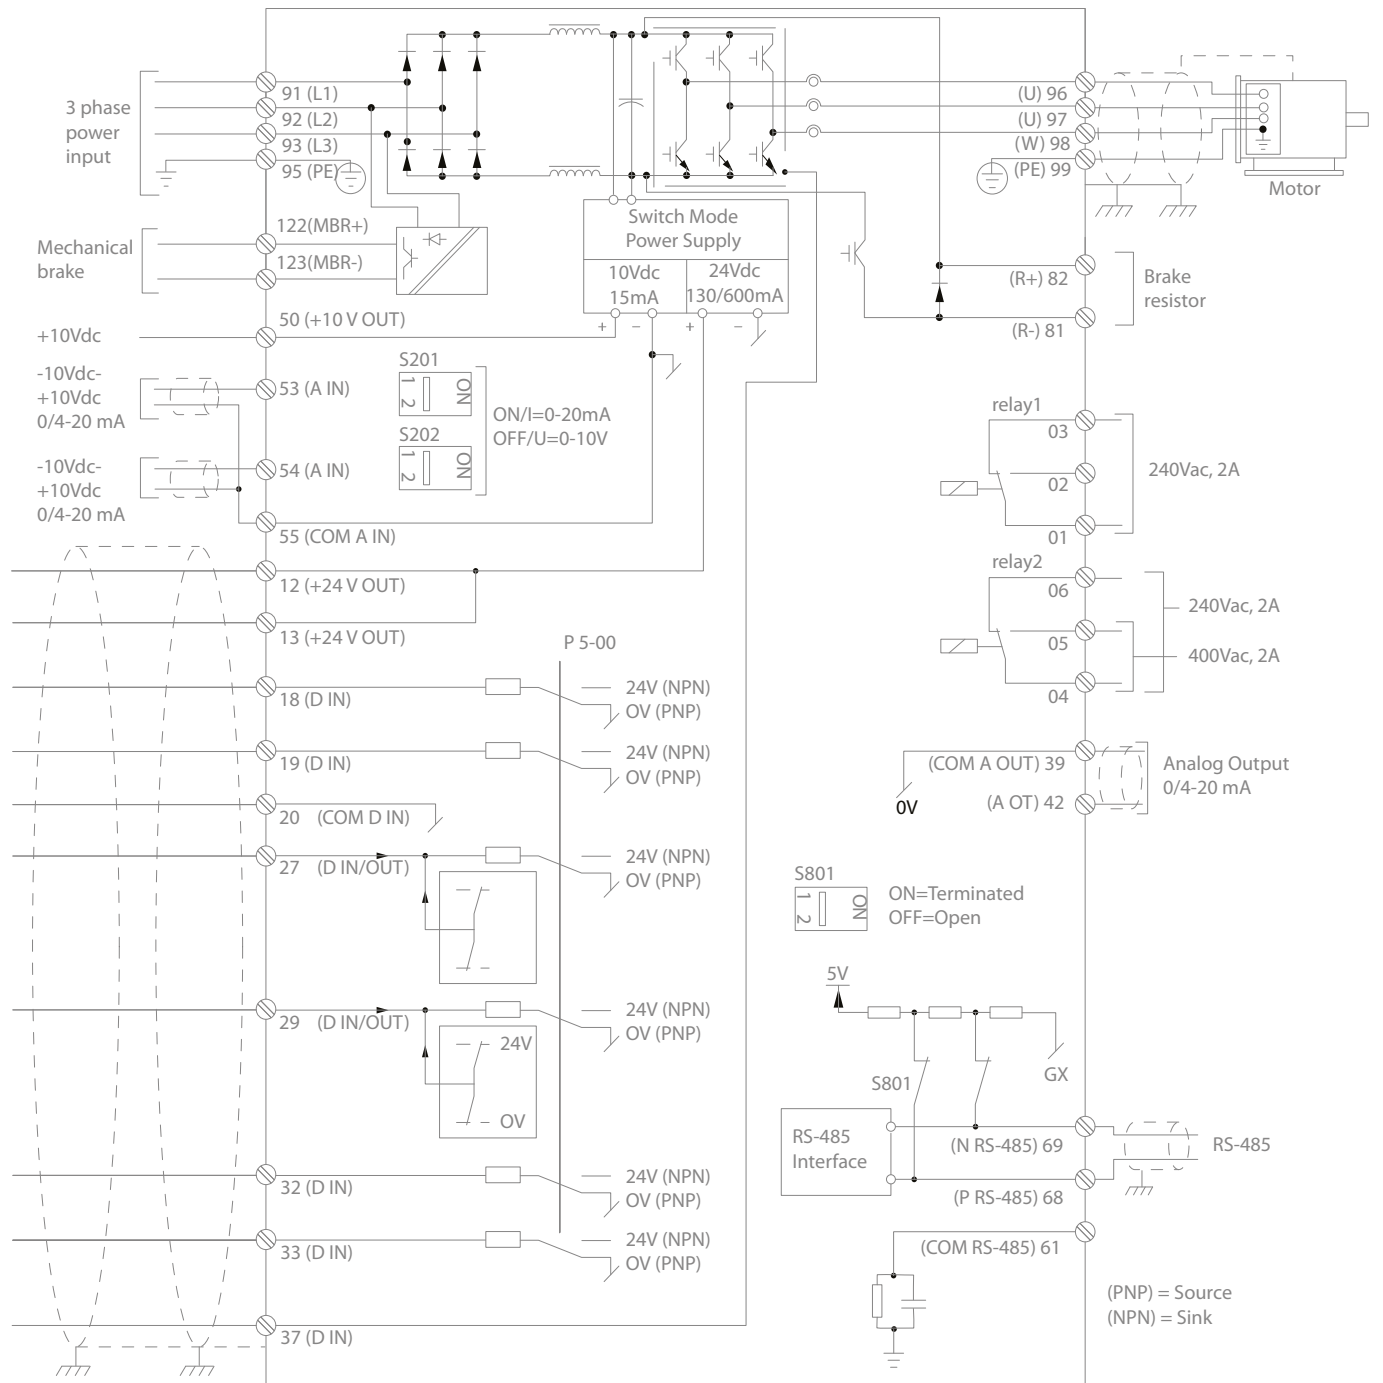 3 phase
power
input
91 (L1)
92 (L2)
93 (L3)
95 (PE)
(U) 96
(U) 97
(W) 98
(PE) 99
Motor
Mechanical
brake
122(MBR+)
123(MBR-)
Switch Mode
Power Supply
10Vdc
15mA
24Vdc
130/600mA
+ − + −
(R+) 82
(R-) 81
Brake
resistor
+10Vdc
50 (+10 V OUT)
-10Vdc-
+10Vdc
0/4-20 mA
53 (A IN)
S201
1
2
ON
S202
1
2
ON
ON/I=0-20mA
OFF/U=0-10V
-10Vdc-
+10Vdc
0/4-20 mA
54 (A IN)
55 (COM A IN)
relay1
03
02
01
240Vac, 2A
12 (+24 V OUT)
13 (+24 V OUT)
relay2
06
05
04
240Vac, 2A
400Vac, 2A
P 5-00
18 (D IN)
24V (NPN)
OV (PNP)
19 (D IN)
24V (NPN)
OV (PNP)
(COM A OUT) 39
0V
(A OT) 42
Analog Output
0/4-20 mA
20 (COM D IN)
27 (D IN/OUT)
24V (NPN)
OV (PNP)
S801
1
2
ON
ON=Terminated
OFF=Open
29 (D IN/OUT)
24V (NPN)
OV (PNP)
24V
OV
5V
GX
S801
RS-485
Interface
(N RS-485) 69
RS-485
(P RS-485) 68
(COM RS-485) 61
32 (D IN)
24V (NPN)
OV (PNP)
33 (D IN)
24V (NPN)
OV (PNP)
37 (D IN)
(PNP) = Source
(NPN) = Sink